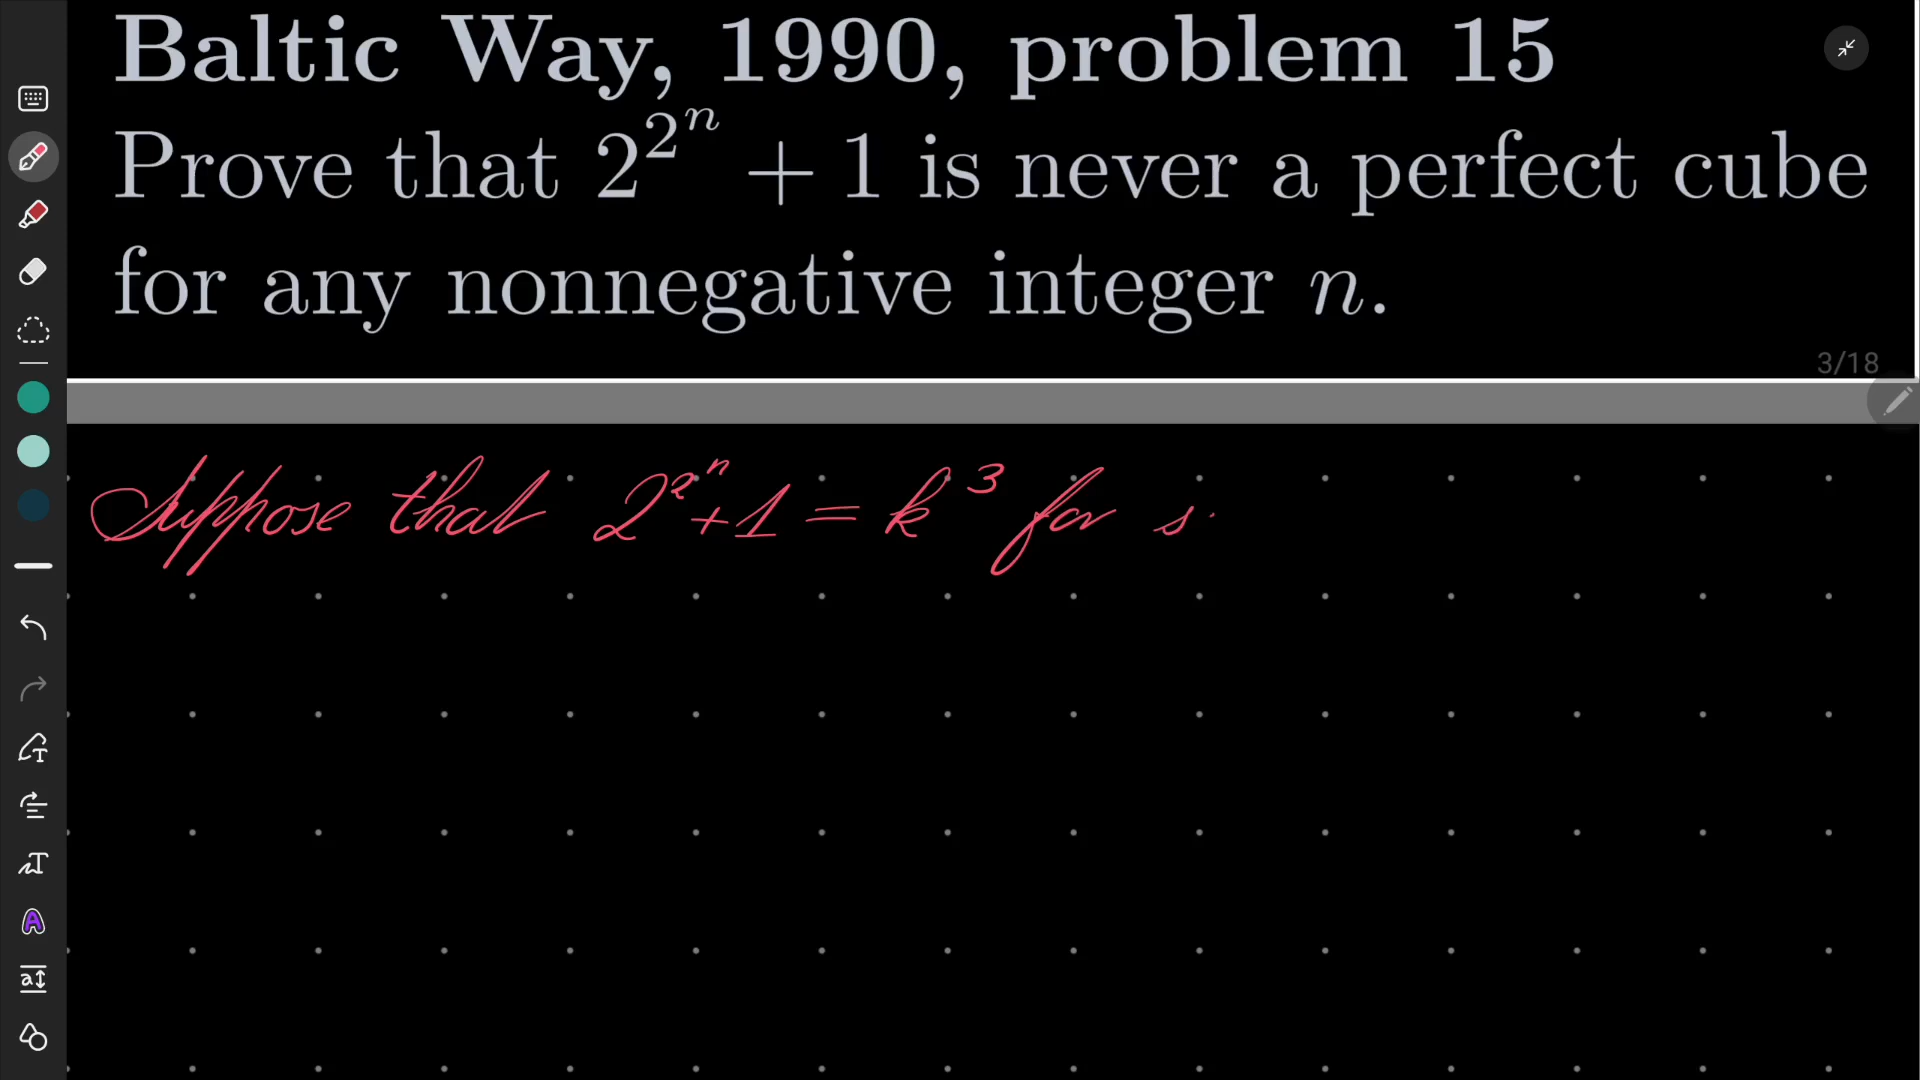 Baltic Way, 1990, problem 15
Prove that 2^{2^n} + 1 is never a perfect cube
for any nonnegative integer n.
3/18
Suppose that 2^{2^n} + 1 = k^3 for s